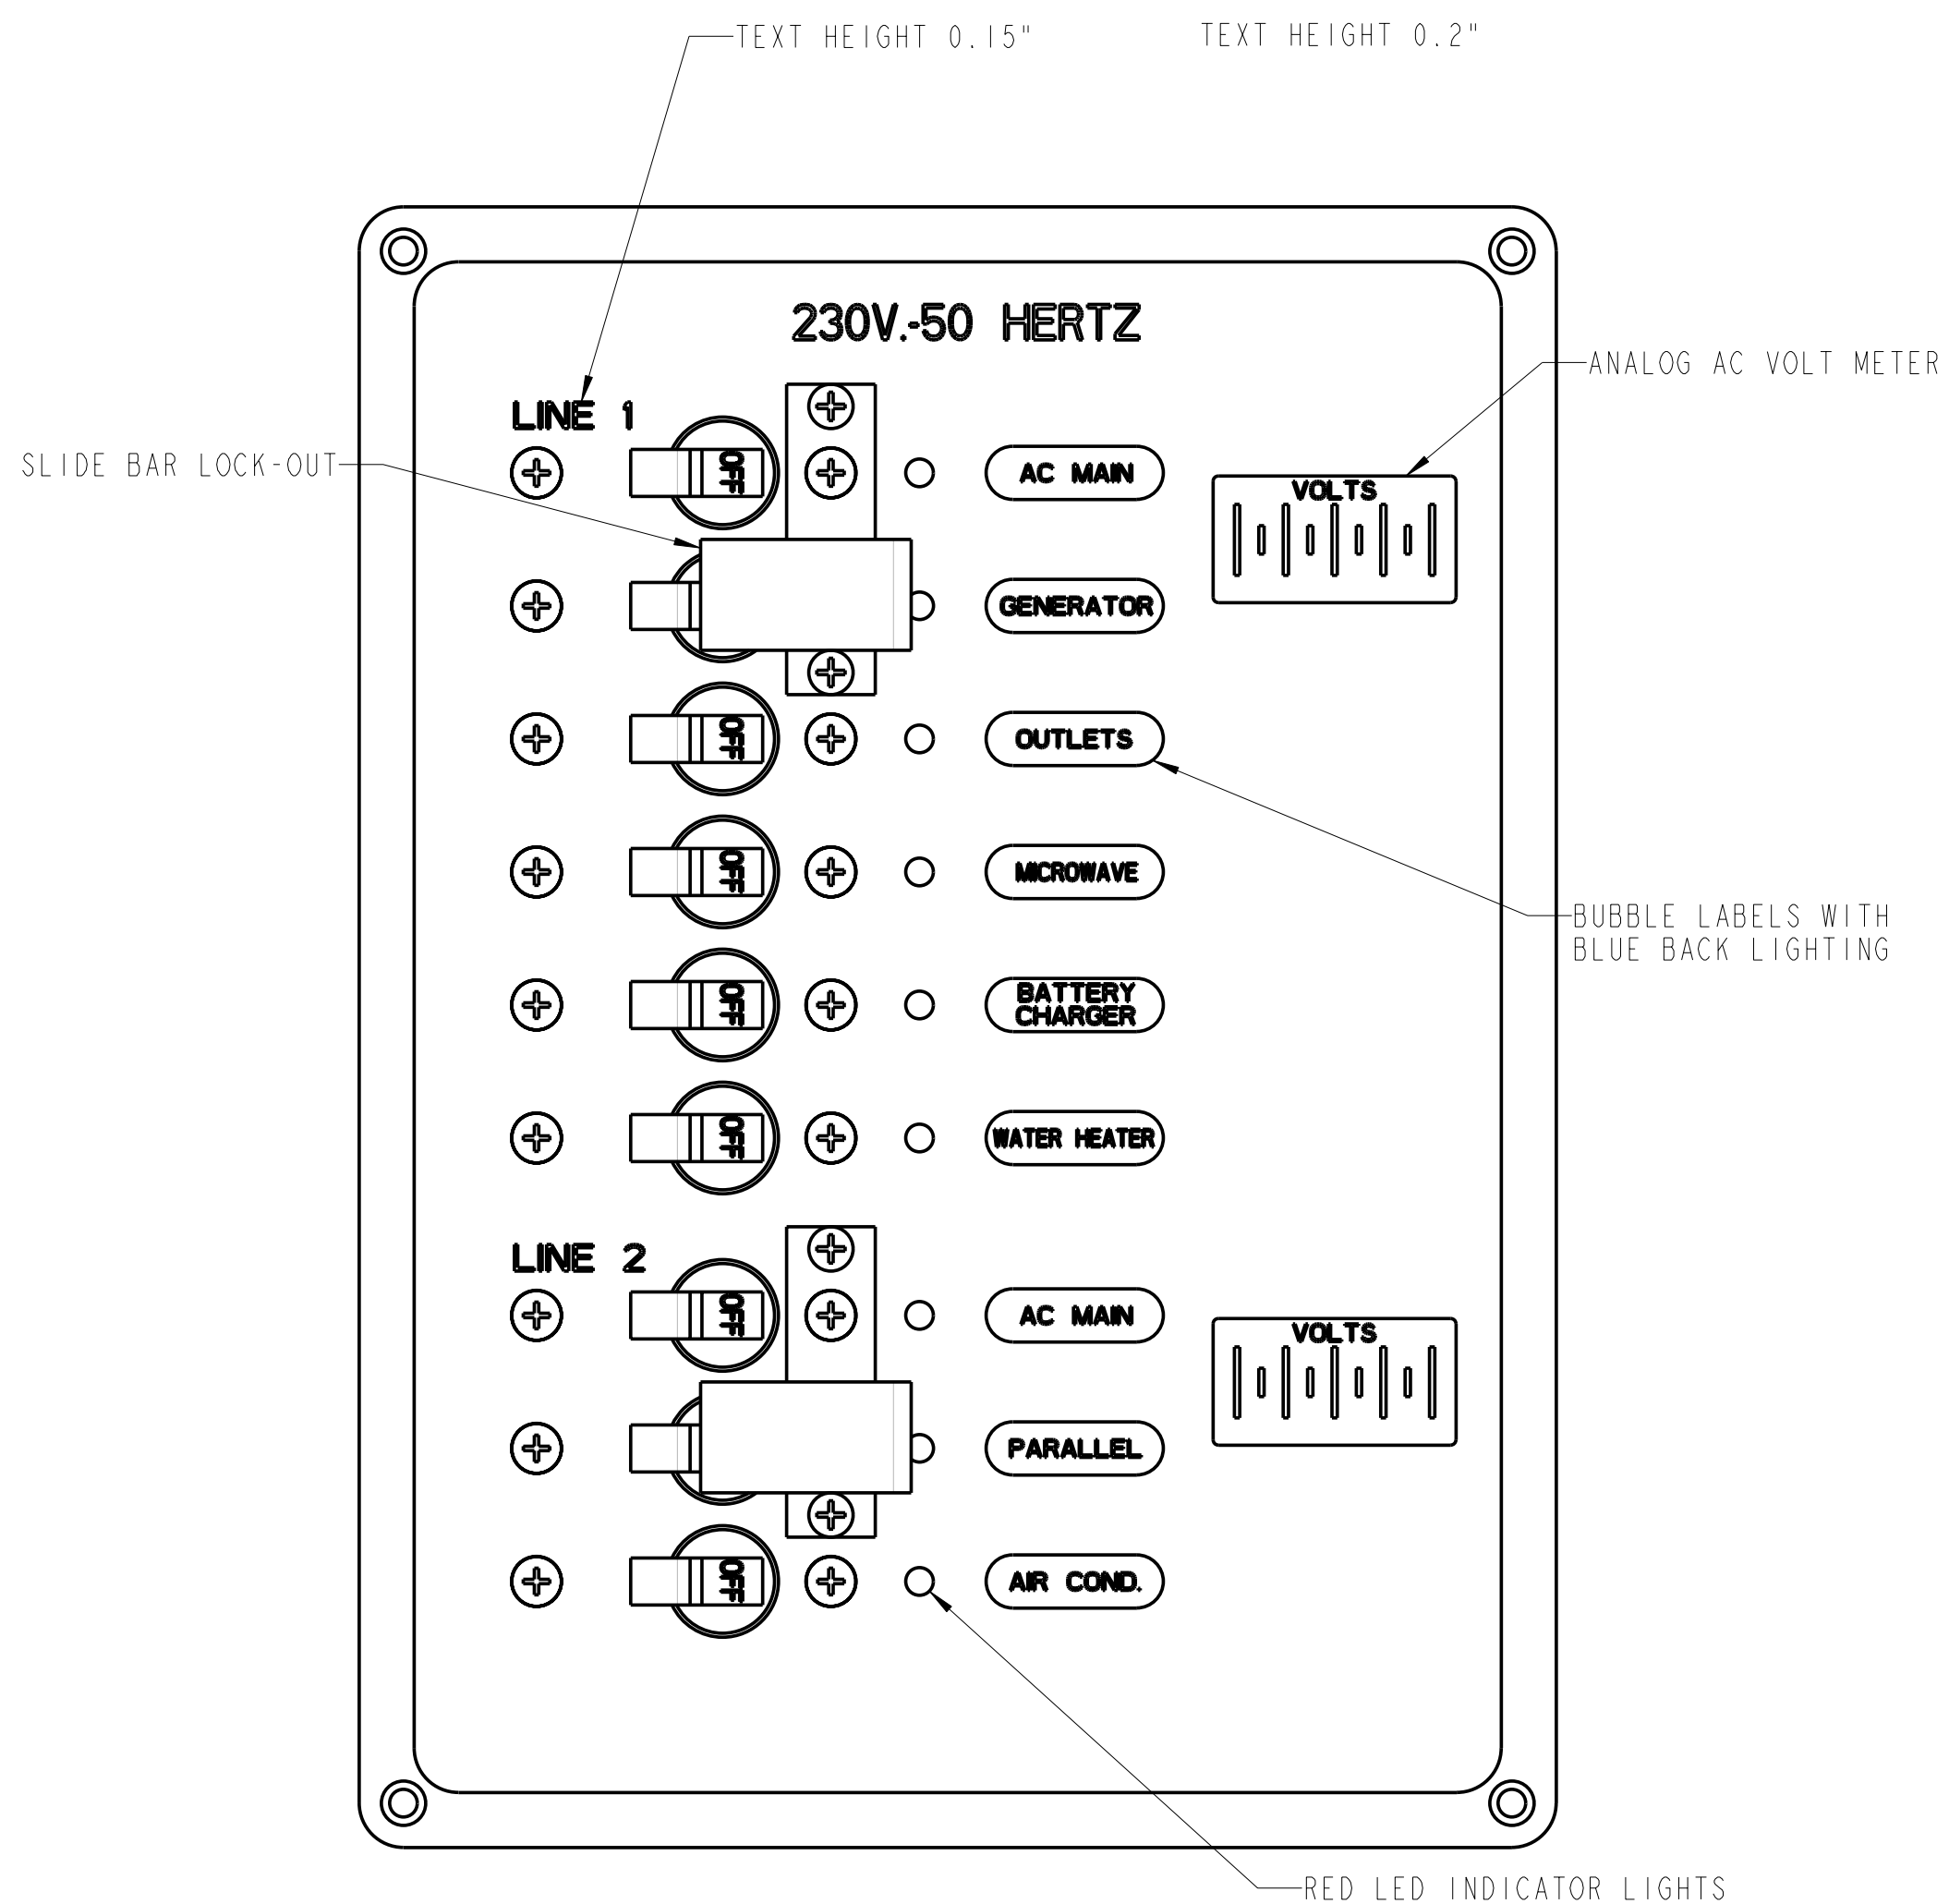 TEXT HEIGHT 0.15"
TEXT HEIGHT 0.2"
230V.-50 HERTZ
ANALOG AC VOLT METER
LINE 1
SLIDE BAR LOCK-OUT
OFF
AC MAIN
VOLTS
GENERATOR
OFF
OUTLETS
OFF
MICROWAVE
BUBBLE LABELS WITH
BLUE BACK LIGHTING
OFF
BATTERY
CHARGER
OFF
WATER HEATER
LINE 2
OFF
AC MAIN
VOLTS
PARALLEL
OFF
AIR COND.
RED LED INDICATOR LIGHTS